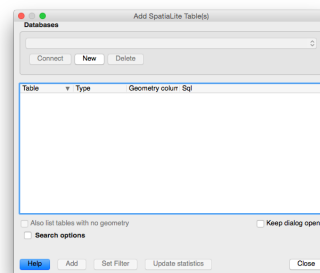 Add SpatiaLite Table(s)
Databases
Connect New Delete
Table Type Geometry colum Sql
Also list tables with no geometry Keep dialog open
Search options
Help Add Set Filter Update statistics Close